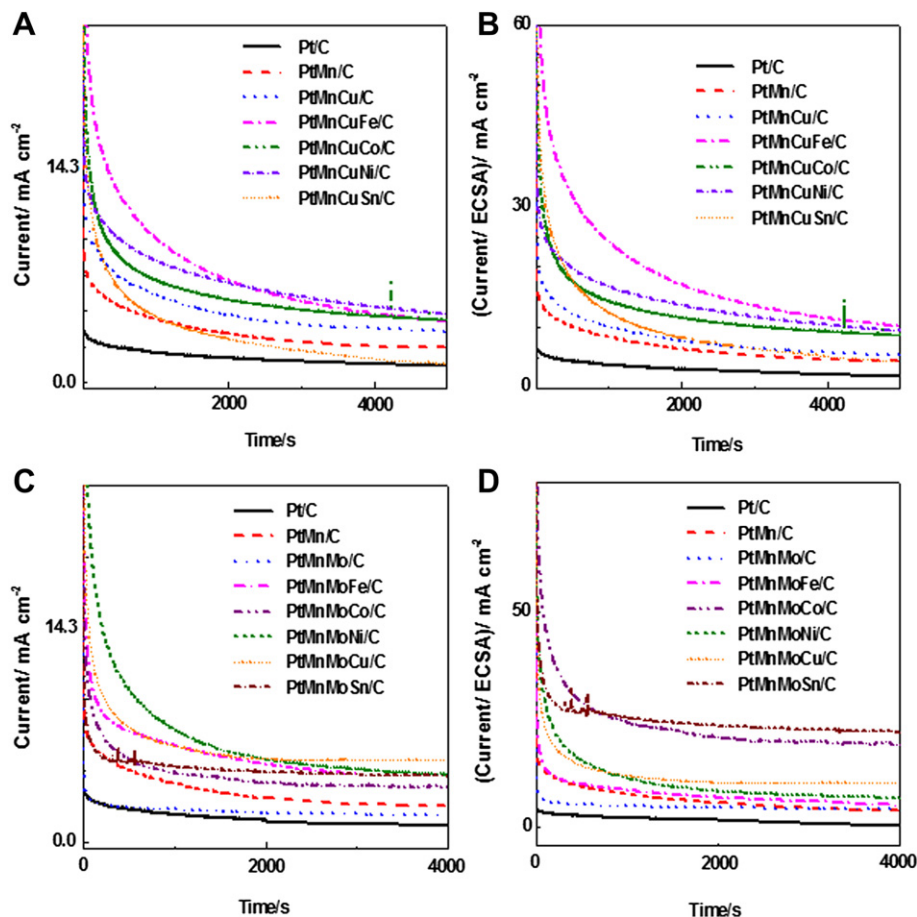 A
Current/ mA cm-2
14.3
0.0
Pt/C
PtMn/C
PtMnCu/C
PtMnCuFe/C
PtMnCuCo/C
PtMnCuNi/C
PtMnCuSn/C
2000
4000
Time/s
B
(Current/ ECSA)/ mA cm-2
60
30
0
Pt/C
PtMn/C
PtMnCu/C
PtMnCuFe/C
PtMnCuCo/C
PtMnCuNi/C
PtMnCuSn/C
0
2000
4000
Time/s
C
Current/ mA cm-2
14.3
0.0
Pt/C
PtMn/C
PtMnMo/C
PtMnMoFe/C
PtMnMoCo/C
PtMnMoNi/C
PtMnMoCu/C
PtMnMoSn/C
0
2000
4000
Time/s
D
(Current/ ECSA)/ mA cm-2
50
0
Pt/C
PtMn/C
PtMnMo/C
PtMnMoFe/C
PtMnMoCo/C
PtMnMoNi/C
PtMnMoCu/C
PtMnMoSn/C
0
2000
4000
Time/s